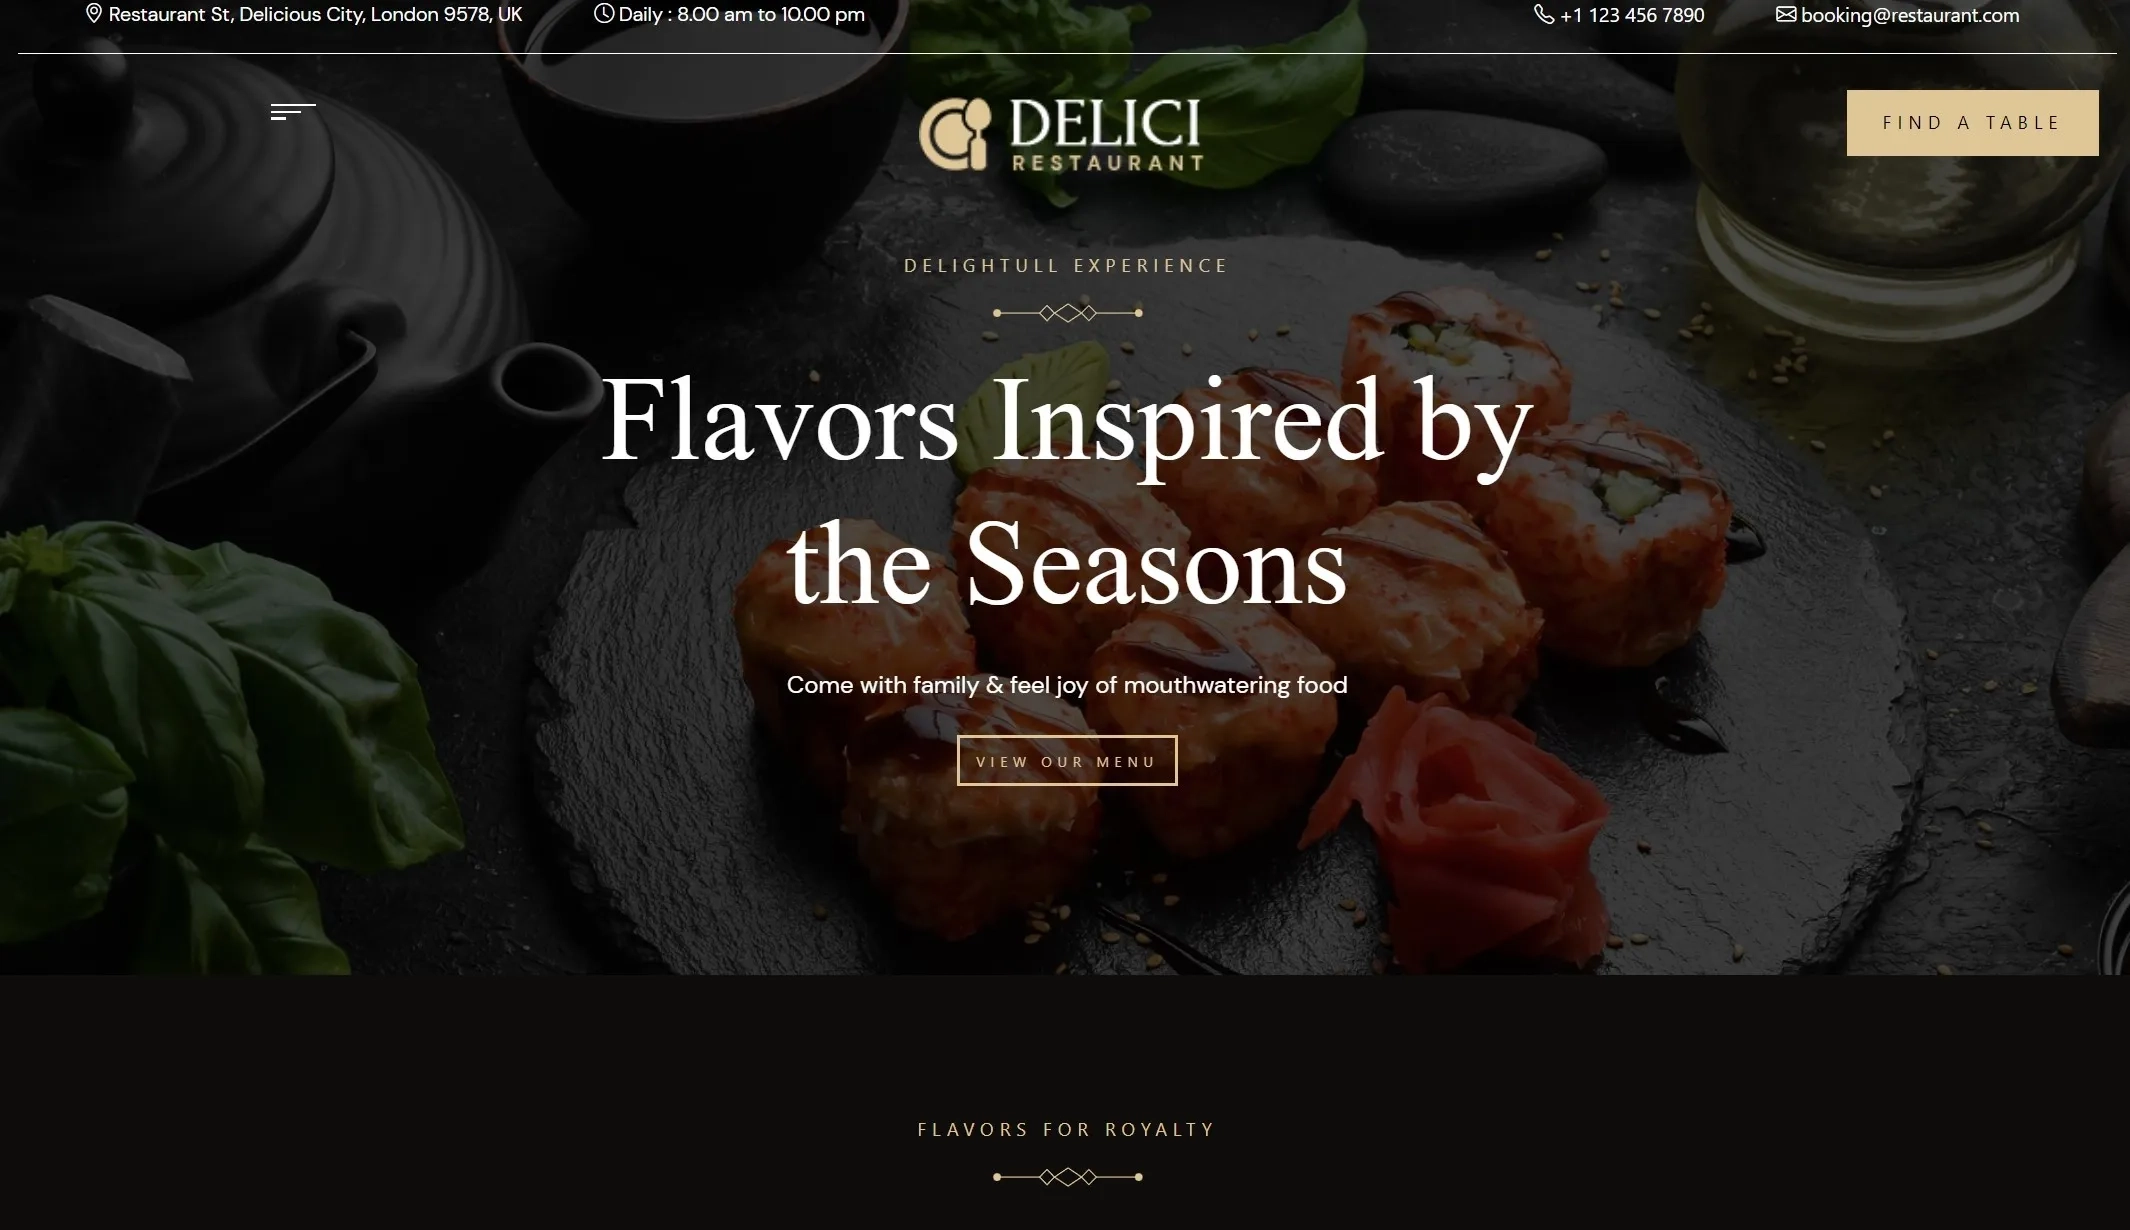 Restaurant St, Delicious City, London 9578, UK
Daily : 8.00 am to 10.00 pm
+1 123 456 7890
booking@restaurant.com
DELICI
RESTAURANT
FIND A TABLE
DELIGHTULL EXPERIENCE
Flavors Inspired by
the Seasons
Come with family & feel joy of mouthwatering food
VIEW OUR MENU
FLAVORS FOR ROYALTY